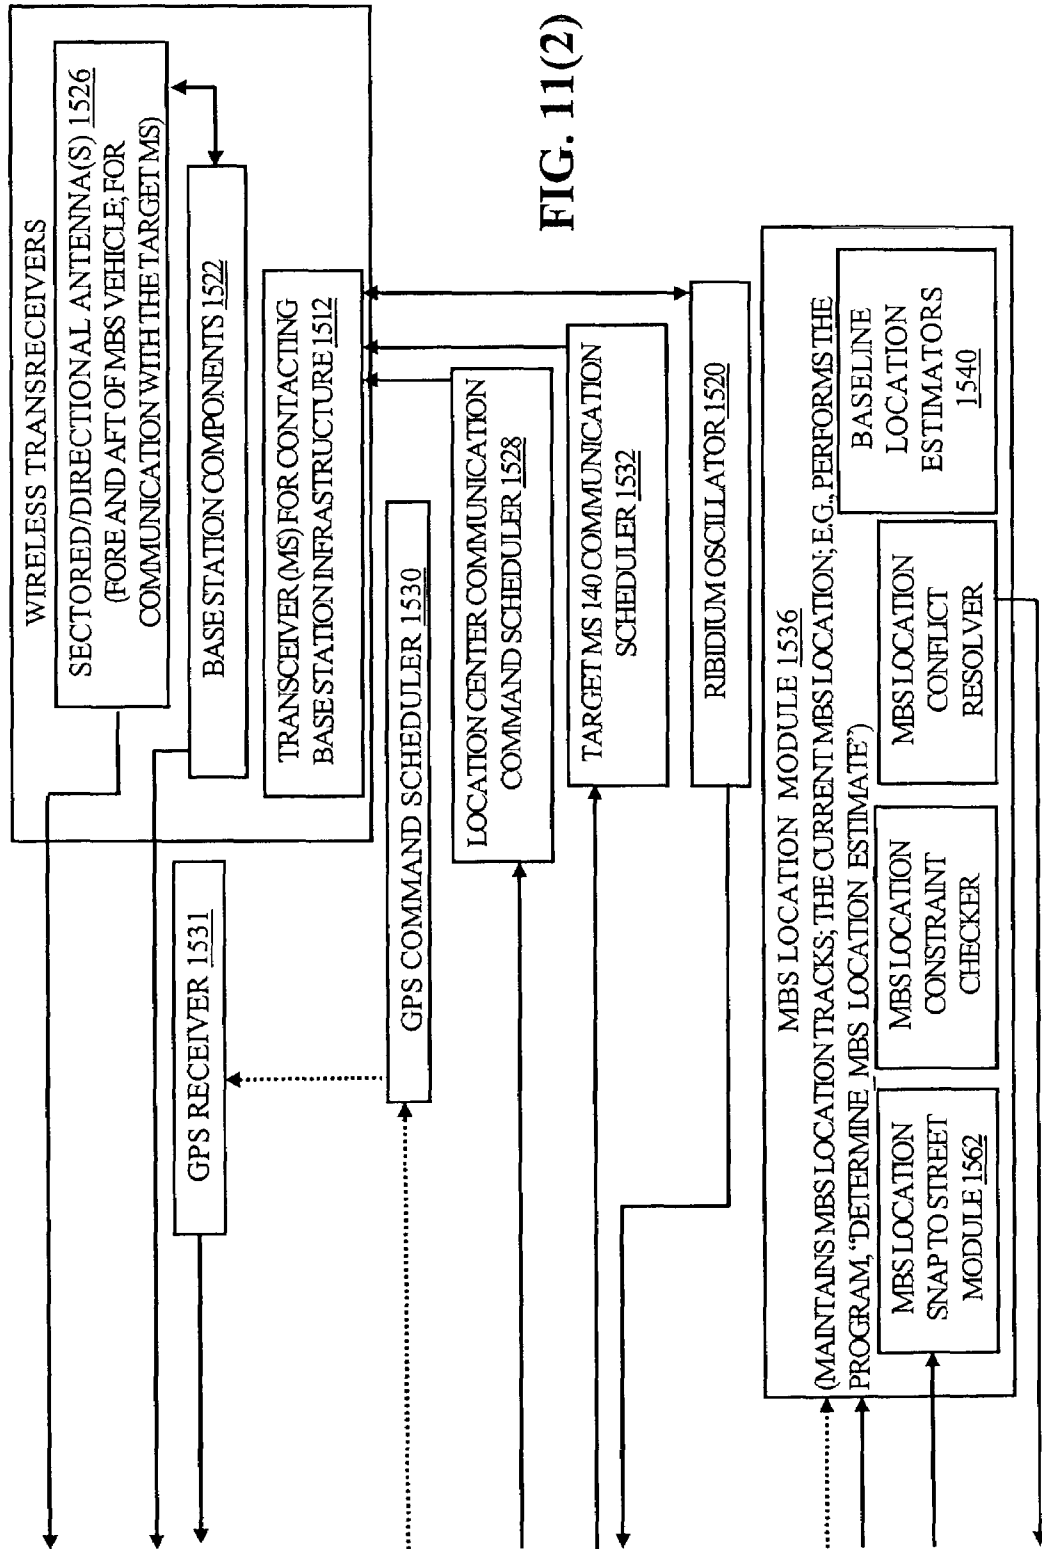 WIRELESS TRANSRECEIVERS
SECTORED/DIRECTIONAL ANTENNA(S) 1526
(FORE AND AFT OF MBS VEHICLE; FOR
COMMUNICATION WITH THE TARGET MS)
BASE STATION COMPONENTS 1522
TRANSCEIVER (MS) FOR CONTACTING
BASE STATION INFRASTRUCTURE 1512
GPS RECEIVER 1531
GPS COMMAND SCHEDULER 1530
LOCATION CENTER COMMUNICATION
COMMAND SCHEDULER 1528
TARGET MS 140 COMMUNICATION
SCHEDULER 1532
RIBIDIUM OSCILLATOR 1520
MBS LOCATION MODULE 1536
(MAINTAINS MBS LOCATION TRACKS; THE CURRENT MBS LOCATION; E.G., PERFORMS THE
PROGRAM, "DETERMINE_MBS LOCATION ESTIMATE")
MBS LOCATION
SNAP TO STREET
MODULE 1562
MBS LOCATION
CONSTRAINT
CHECKER
MBS LOCATION
CONFLICT
RESOLVER
BASELINE
LOCATION
ESTIMATORS
1540
FIG. 11(2)